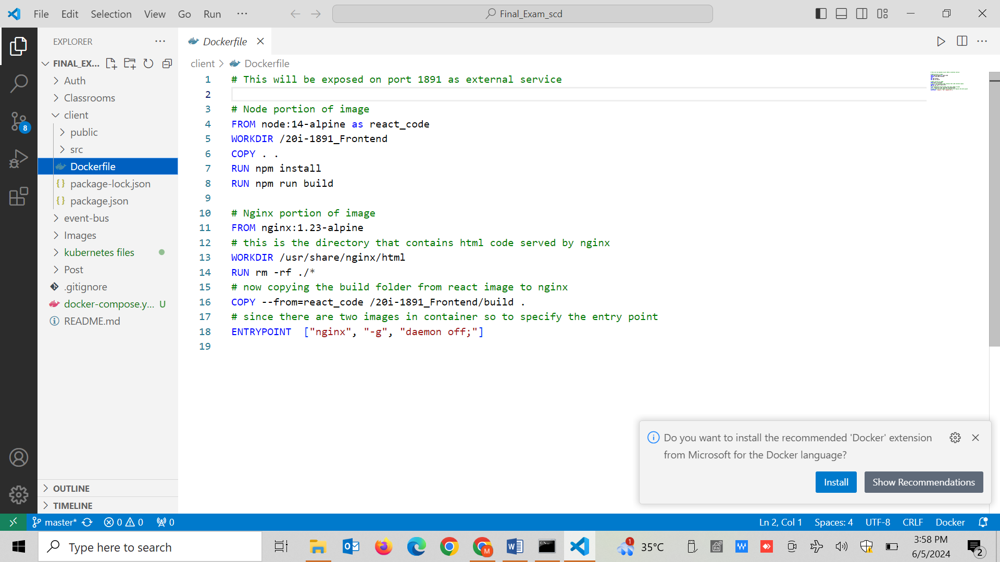 File Edit Selection View Go Run ···
Final_Exam_scd
EXPLORER
Dockerfile
FINAL_EX...
client > Dockerfile
Auth
Classrooms
client
public
src
Dockerfile
package-lock.json
package.json
event-bus
Images
kubernetes files
Post
.gitignore
docker-compose.y... U
README.md
OUTLINE
TIMELINE
8
1 # This will be exposed on port 1891 as external service
2
3 # Node portion of image
4 FROM node:14-alpine as react_code
5 WORKDIR /20i-1891_Frontend
6 COPY . .
7 RUN npm install
8 RUN npm run build
9
10 # Nginx portion of image
11 FROM nginx:1.23-alpine
12 # this is the directory that contains html code served by nginx
13 WORKDIR /usr/share/nginx/html
14 RUN rm -rf ./*
15 # now copying the build folder from react image to nginx
16 COPY --from=react_code /20i-1891_Frontend/build .
17 # since there are two images in container so to specify the entry point
18 ENTRYPOINT  ["nginx", "-g", "daemon off;"]
19
Do you want to install the recommended 'Docker' extension
from Microsoft for the Docker language?
Install Show Recommendations
master* 0 0 0 Ln 2, Col 1 Spaces: 4 UTF-8 CRLF Docker
Type here to search
M
1
35°C
Fn
3:58 PM
6/5/2024
2